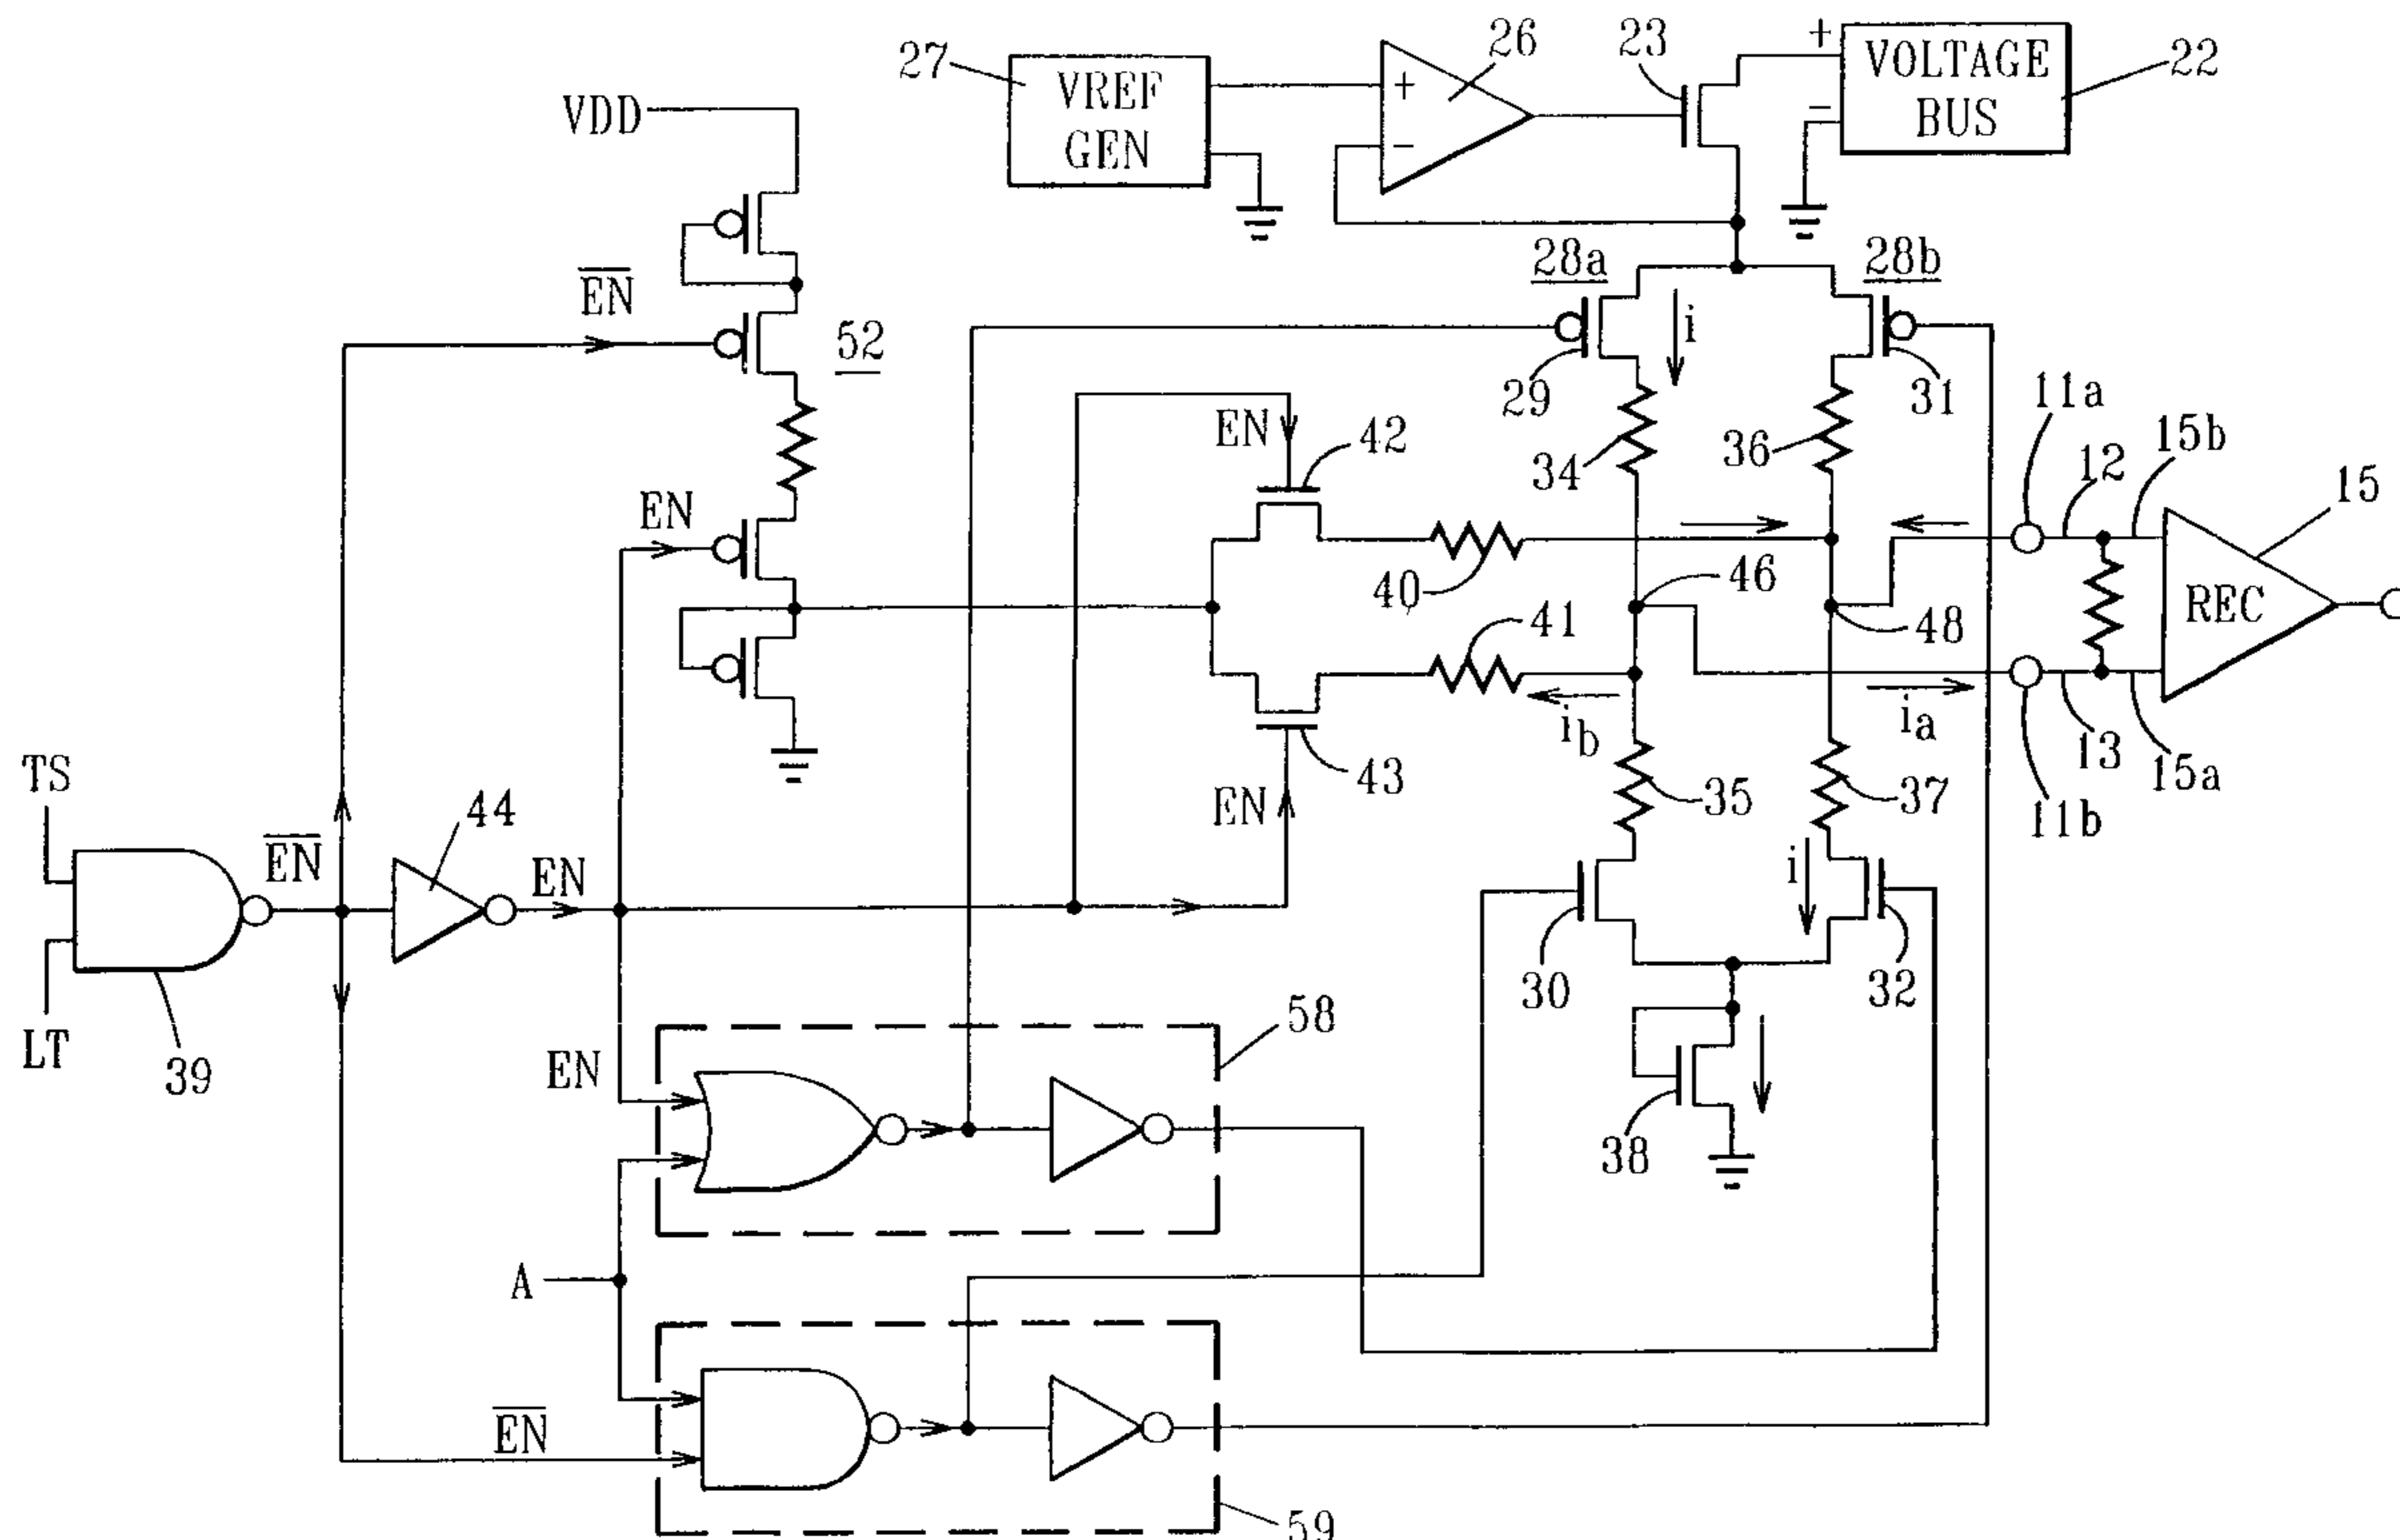 27
VREF
GEN
+
−
26
23
+
−
VOLTAGE
BUS
22
VDD
28a
28b
EN
52
i
29
31
11a
EN
42
34
36
12
15b
15
EN
40
46
48
REC
41
ib
ia
43
13
15a
11b
TS
44
EN
35
37
EN
EN
i
LT
39
30
32
58
EN
38
A
EN
59